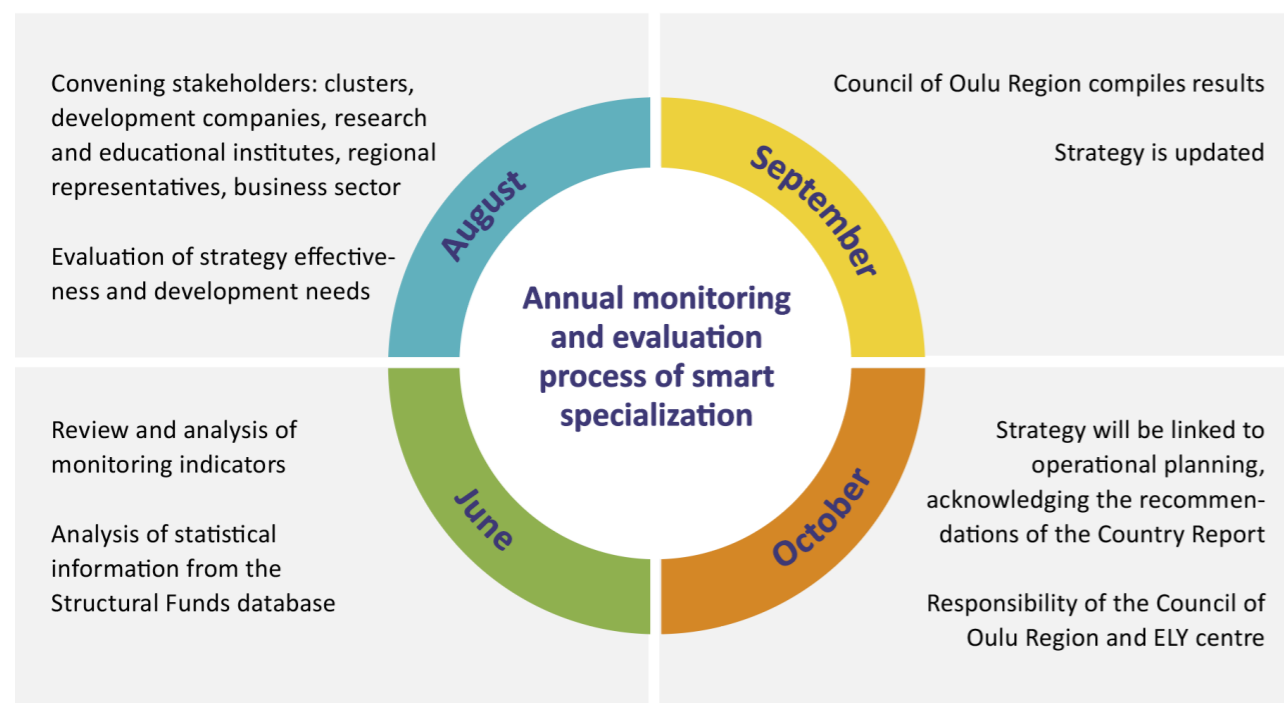 Convening stakeholders: clusters,
development companies, research
and educational institutes, regional
representatives, business sector
Evaluation of strategy effective-
ness and development needs
August
Council of Oulu Region compiles results
Strategy is updated
September
Annual monitoring
and evaluation
process of smart
specialization
Review and analysis of
monitoring indicators
Analysis of statistical
information from the
Structural Funds database
June
Strategy will be linked to
operational planning,
acknowledging the recommen-
dations of the Country Report
Responsibility of the Council of
Oulu Region and ELY centre
October